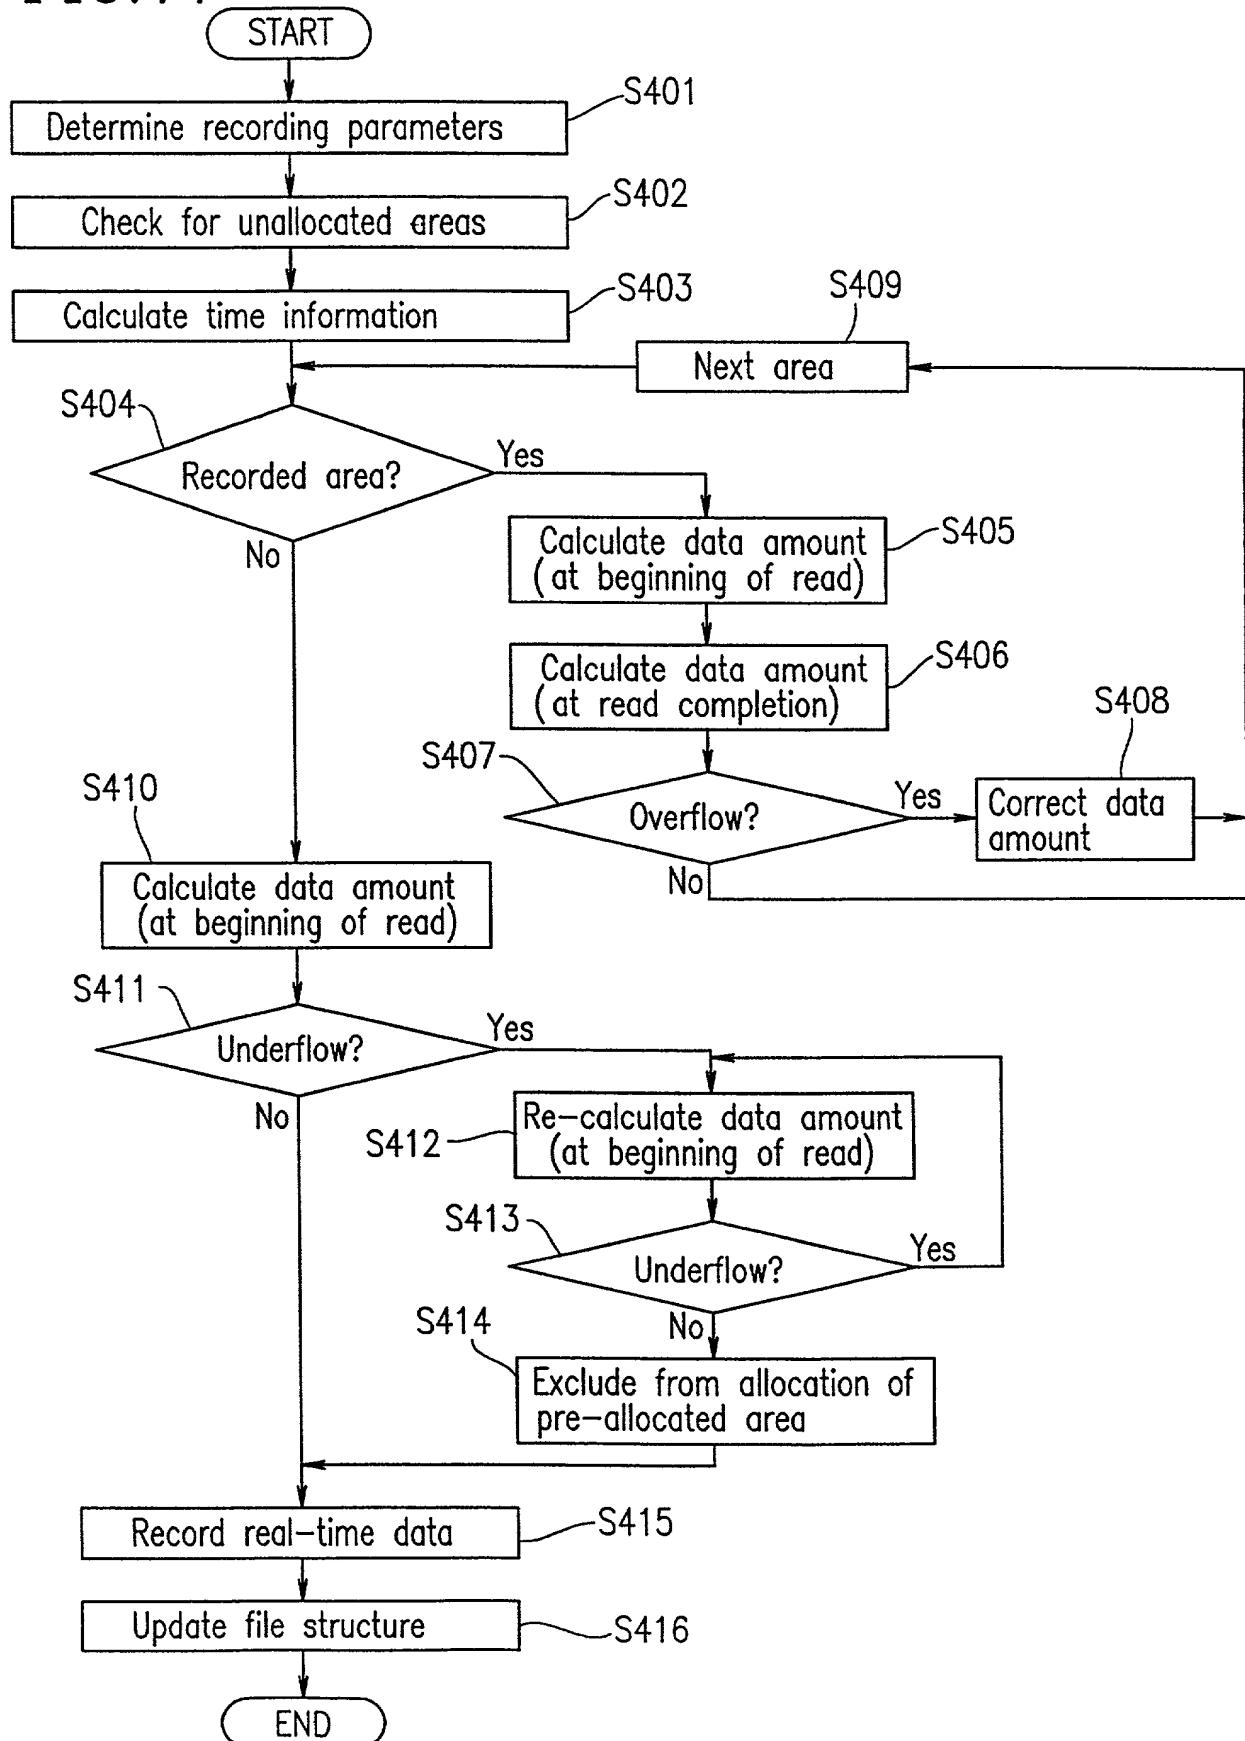 START
S401
Determine recording parameters
S402
Check for unallocated areas
S403
Calculate time information
S409
Next area
S404
Recorded area?
Yes
No
S405
Calculate data amount
(at beginning of read)
S406
Calculate data amount
(at read completion)
S407
Overflow?
Yes
No
S408
Correct data
amount
S410
Calculate data amount
(at beginning of read)
S411
Underflow?
Yes
No
S412
Re-calculate data amount
(at beginning of read)
S413
Underflow?
Yes
No
S414
Exclude from allocation of
pre-allocated area
S415
Record real-time data
S416
Update file structure
END